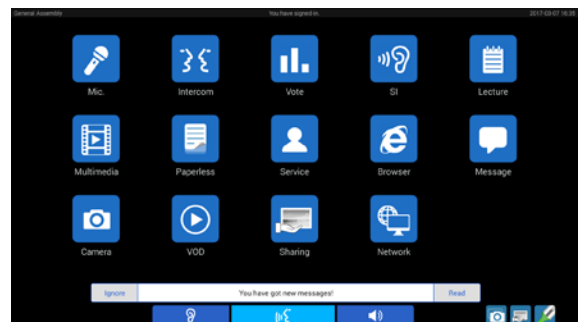 General Assembly You have signed in. 2017-03-07 16:28
Mic. Intercom Vote SI Lecture
Multimedia Paperless Service Browser Message
Camera VOD Sharing Network
Ignore You have got new messages! Read